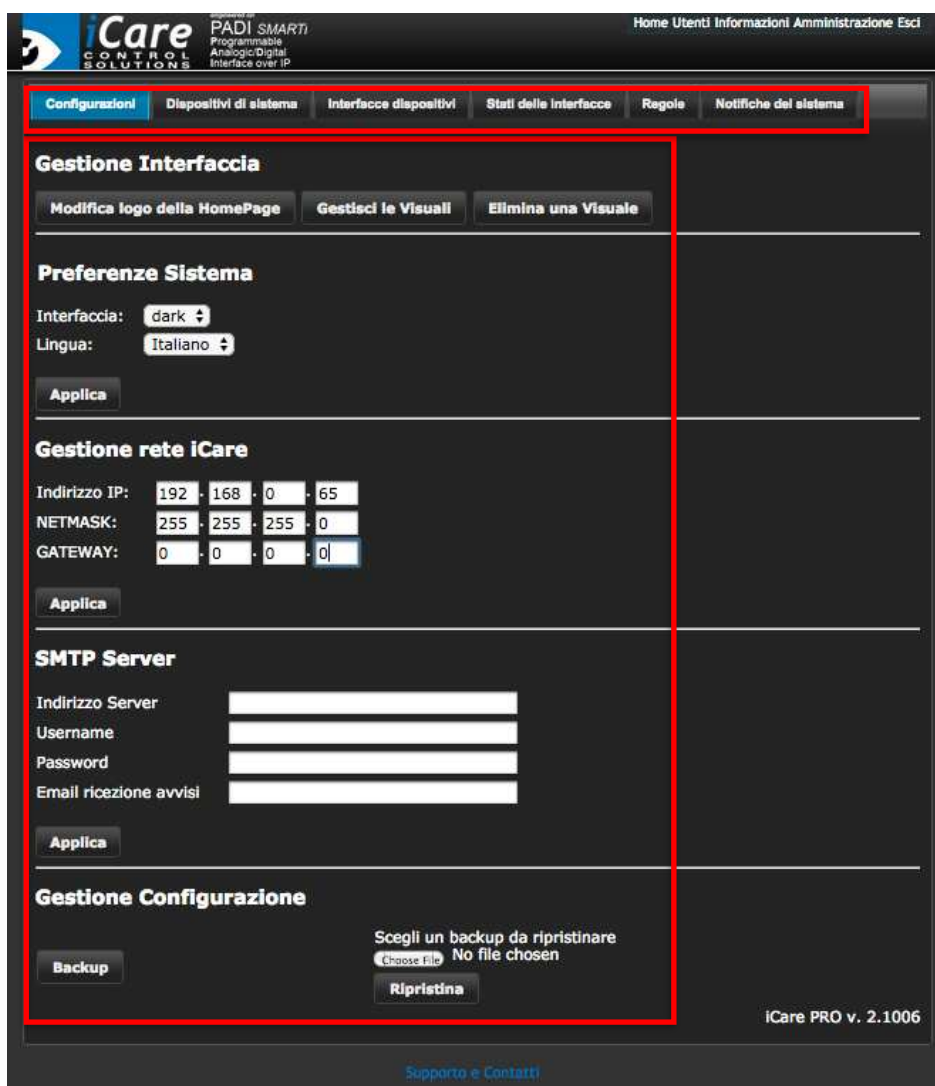 engineered on
iCare PADI SMARTi
Programmable
CONTROL Analogic/Digital
SOLUTIONS Interface over IP
Home Utenti Informazioni Amministrazione Esci
Configurazioni Dispositivi di sistema Interfacce dispositivi Stati delle interfacce Regole Notifiche del sistema
Gestione Interfaccia
Modifica logo della HomePage Gestisci le Visuali Elimina una Visuale
Preferenze Sistema
Interfaccia: dark
Lingua: Italiano
Applica
Gestione rete iCare
Indirizzo IP: 192 . 168 . 0 . 65
NETMASK: 255 . 255 . 255 . 0
GATEWAY: 0 . 0 . 0 . 0
Applica
SMTP Server
Indirizzo Server
Username
Password
Email ricezione avvisi
Applica
Gestione Configurazione
Scegli un backup da ripristinare
Choose File No file chosen
Backup
Ripristina
iCare PRO v. 2.1006
Supporto e Contatti